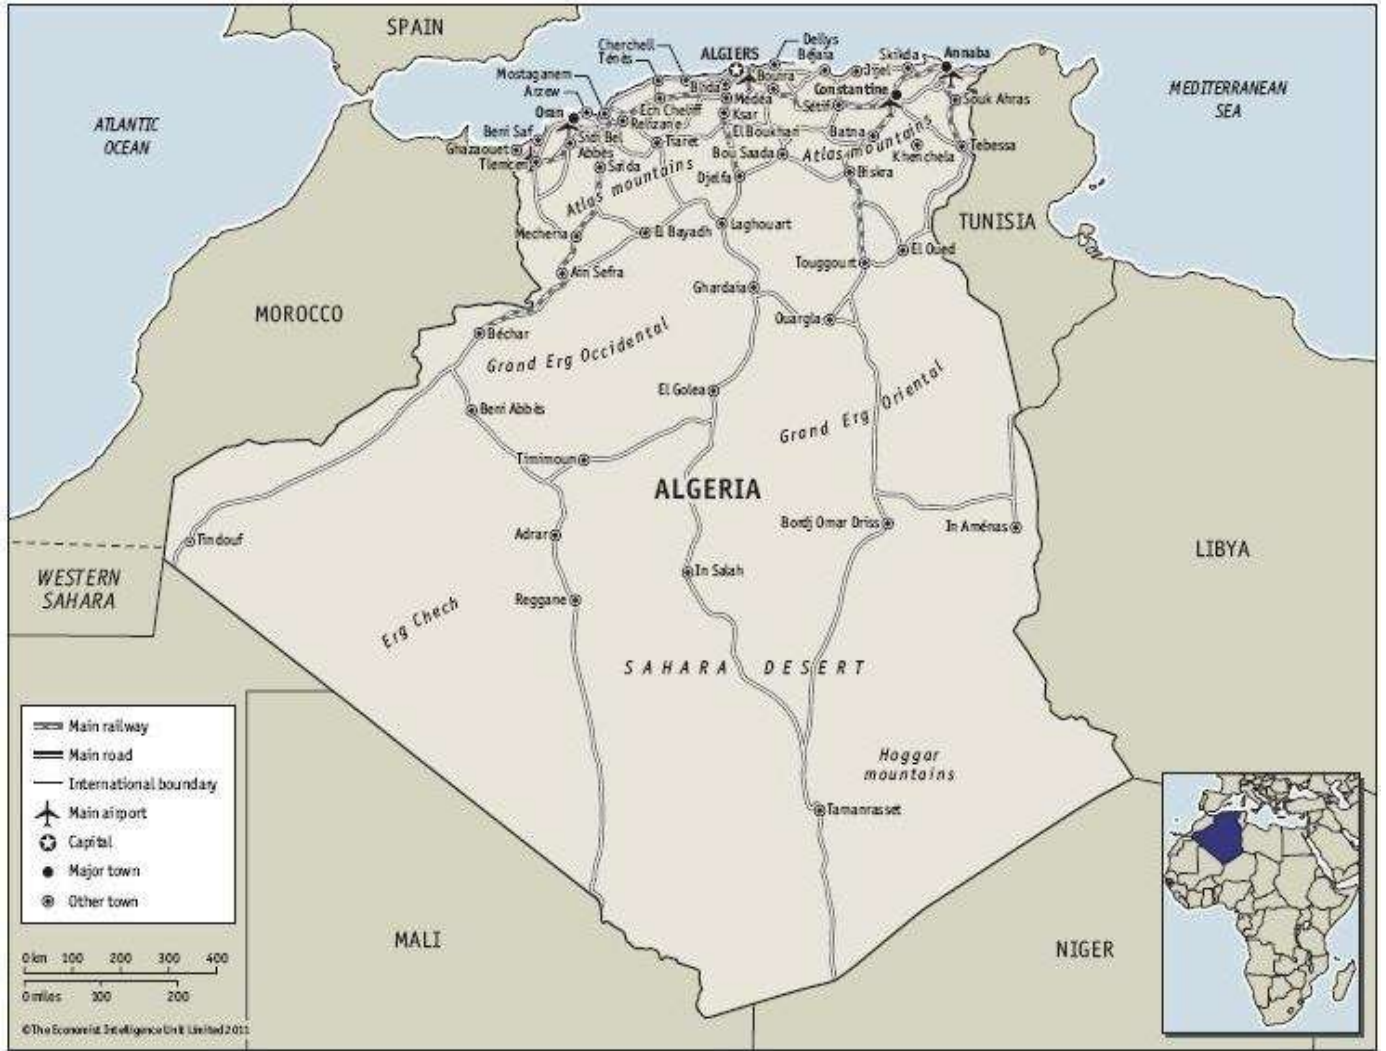 SPAIN
ATLANTIC
OCEAN
MEDITERRANEAN
SEA
Cherchell
Ténès
ALGIERS
Dellys
Bejaia
Skikda
Annaba
Mostaganem
Arzew
Blida
Bouira
Jijel
Constantine
Oran
Ech Cheliff
Médéa
Setif
Souk Ahras
Relizane
Ksar
El Boukhari
Beni Saf
Sidi Bel
Abbès
Batna
Ghazaouet
Tiaret
Bou Saada
Khenchela
Tebessa
Tlemcen
Saïda
Djelfa
Biskra
Atlas mountains
Atlas mountains
Mecheria
El Bayadh
Laghouart
TUNISIA
Touggourt
El Oued
Ain Sefra
Ghardaia
MOROCCO
Ouargla
Béchar
Grand Erg Occidental
El Golea
Grand Erg Oriental
Beni Abbès
Timimoun
ALGERIA
Bordj Omar Driss
In Aménas
Tindouf
Adrar
LIBYA
WESTERN
SAHARA
In Salah
Reggane
Erg Chech
SAHARA DESERT
Hoggar
mountains
Tamanrasset
Main railway
Main road
International boundary
Main airport
Capital
Major town
Other town
MALI
NIGER
0 km 100 200 300 400
0 miles 100 200
©The Economist Intelligence Unit Limited 2011